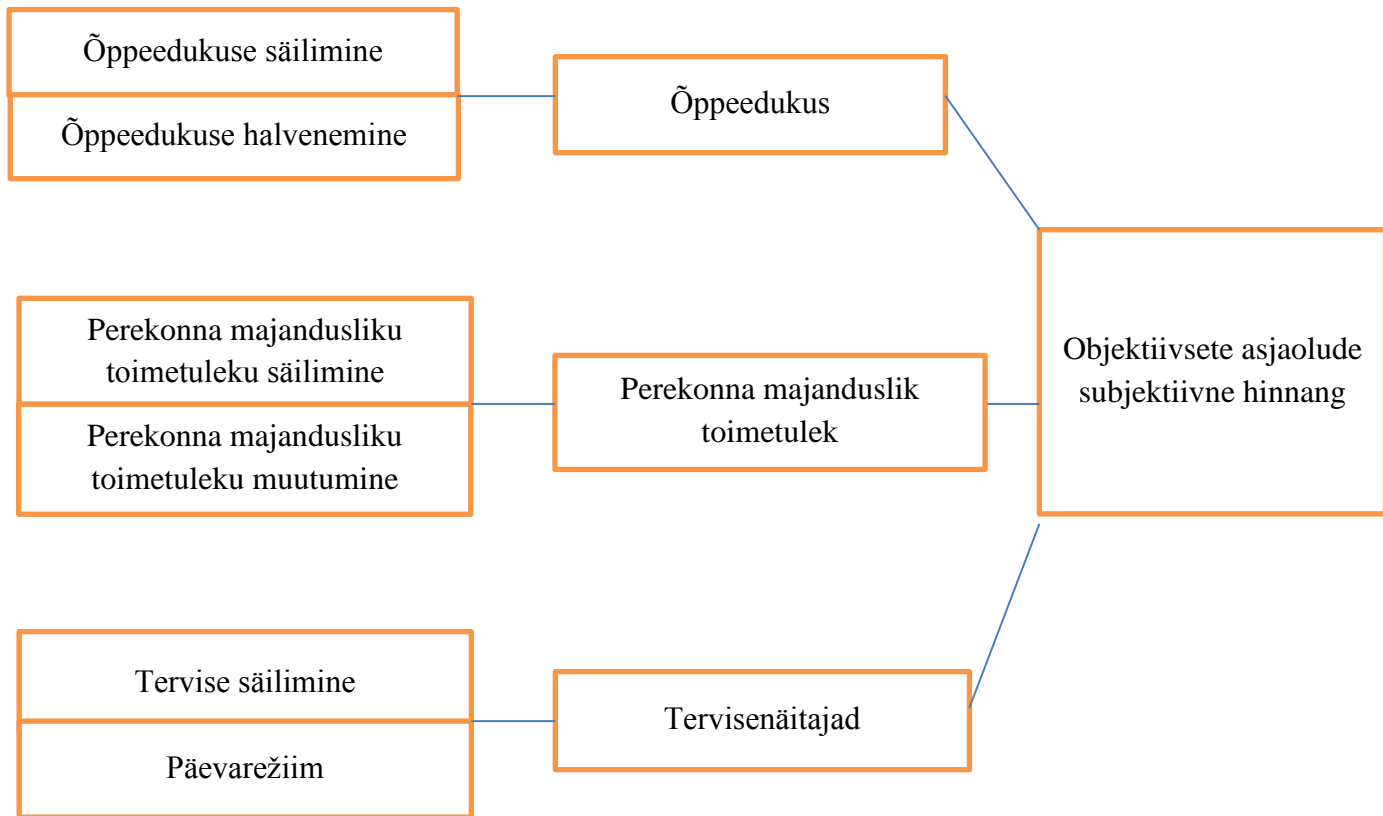 Õppeedukuse säilimine
Õppeedukuse halvenemine
Õppeedukus
Perekonna majandusliku
toimetuleku säilimine
Perekonna majandusliku
toimetuleku muutumine
Perekonna majanduslik
toimetulek
Objektiivsete asjaolude
subjektiivne hinnang
Tervise säilimine
Päevarežiim
Tervisenäitajad